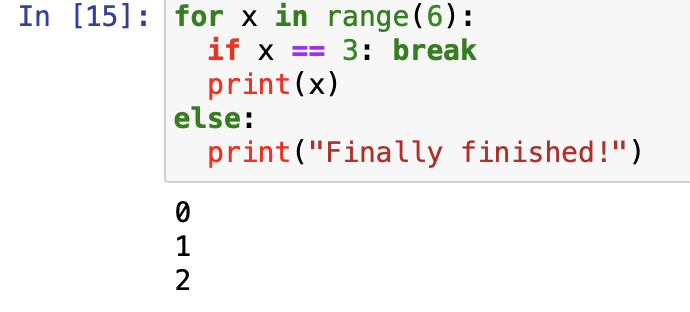 In [15]: for x in range(6):
  if x == 3: break
  print(x)
else:
  print("Finally finished!")
0
1
2